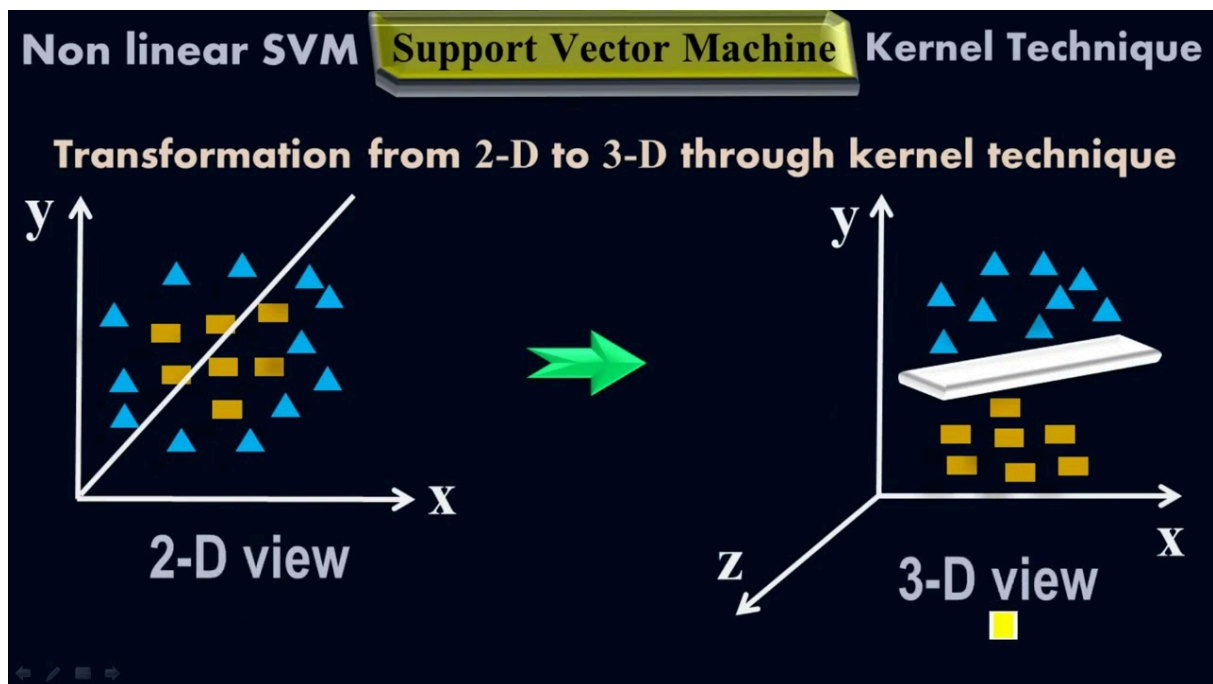 Non linear SVM Support Vector Machine Kernel Technique
Transformation from 2-D to 3-D through kernel technique
y
y
x
x
z
2-D view
3-D view